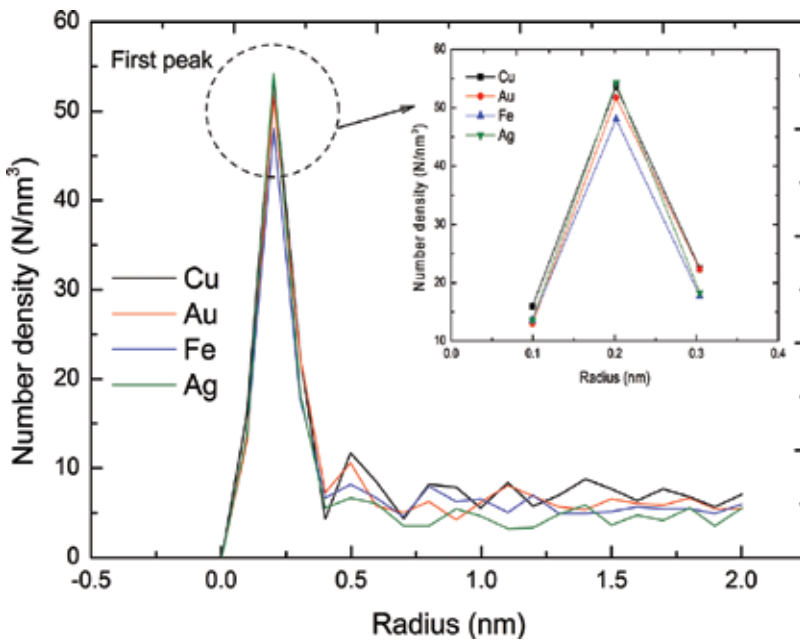 60
50
40
30
20
10
0
Number density (N/nm³)
First peak
Cu
Au
Fe
Ag
-0.5
0.0
0.5
1.0
1.5
2.0
Radius (nm)
60
50
40
30
20
10
Number density (N/nm³)
Cu
Au
Fe
Ag
0.0
0.1
0.2
0.3
0.4
Radius (nm)